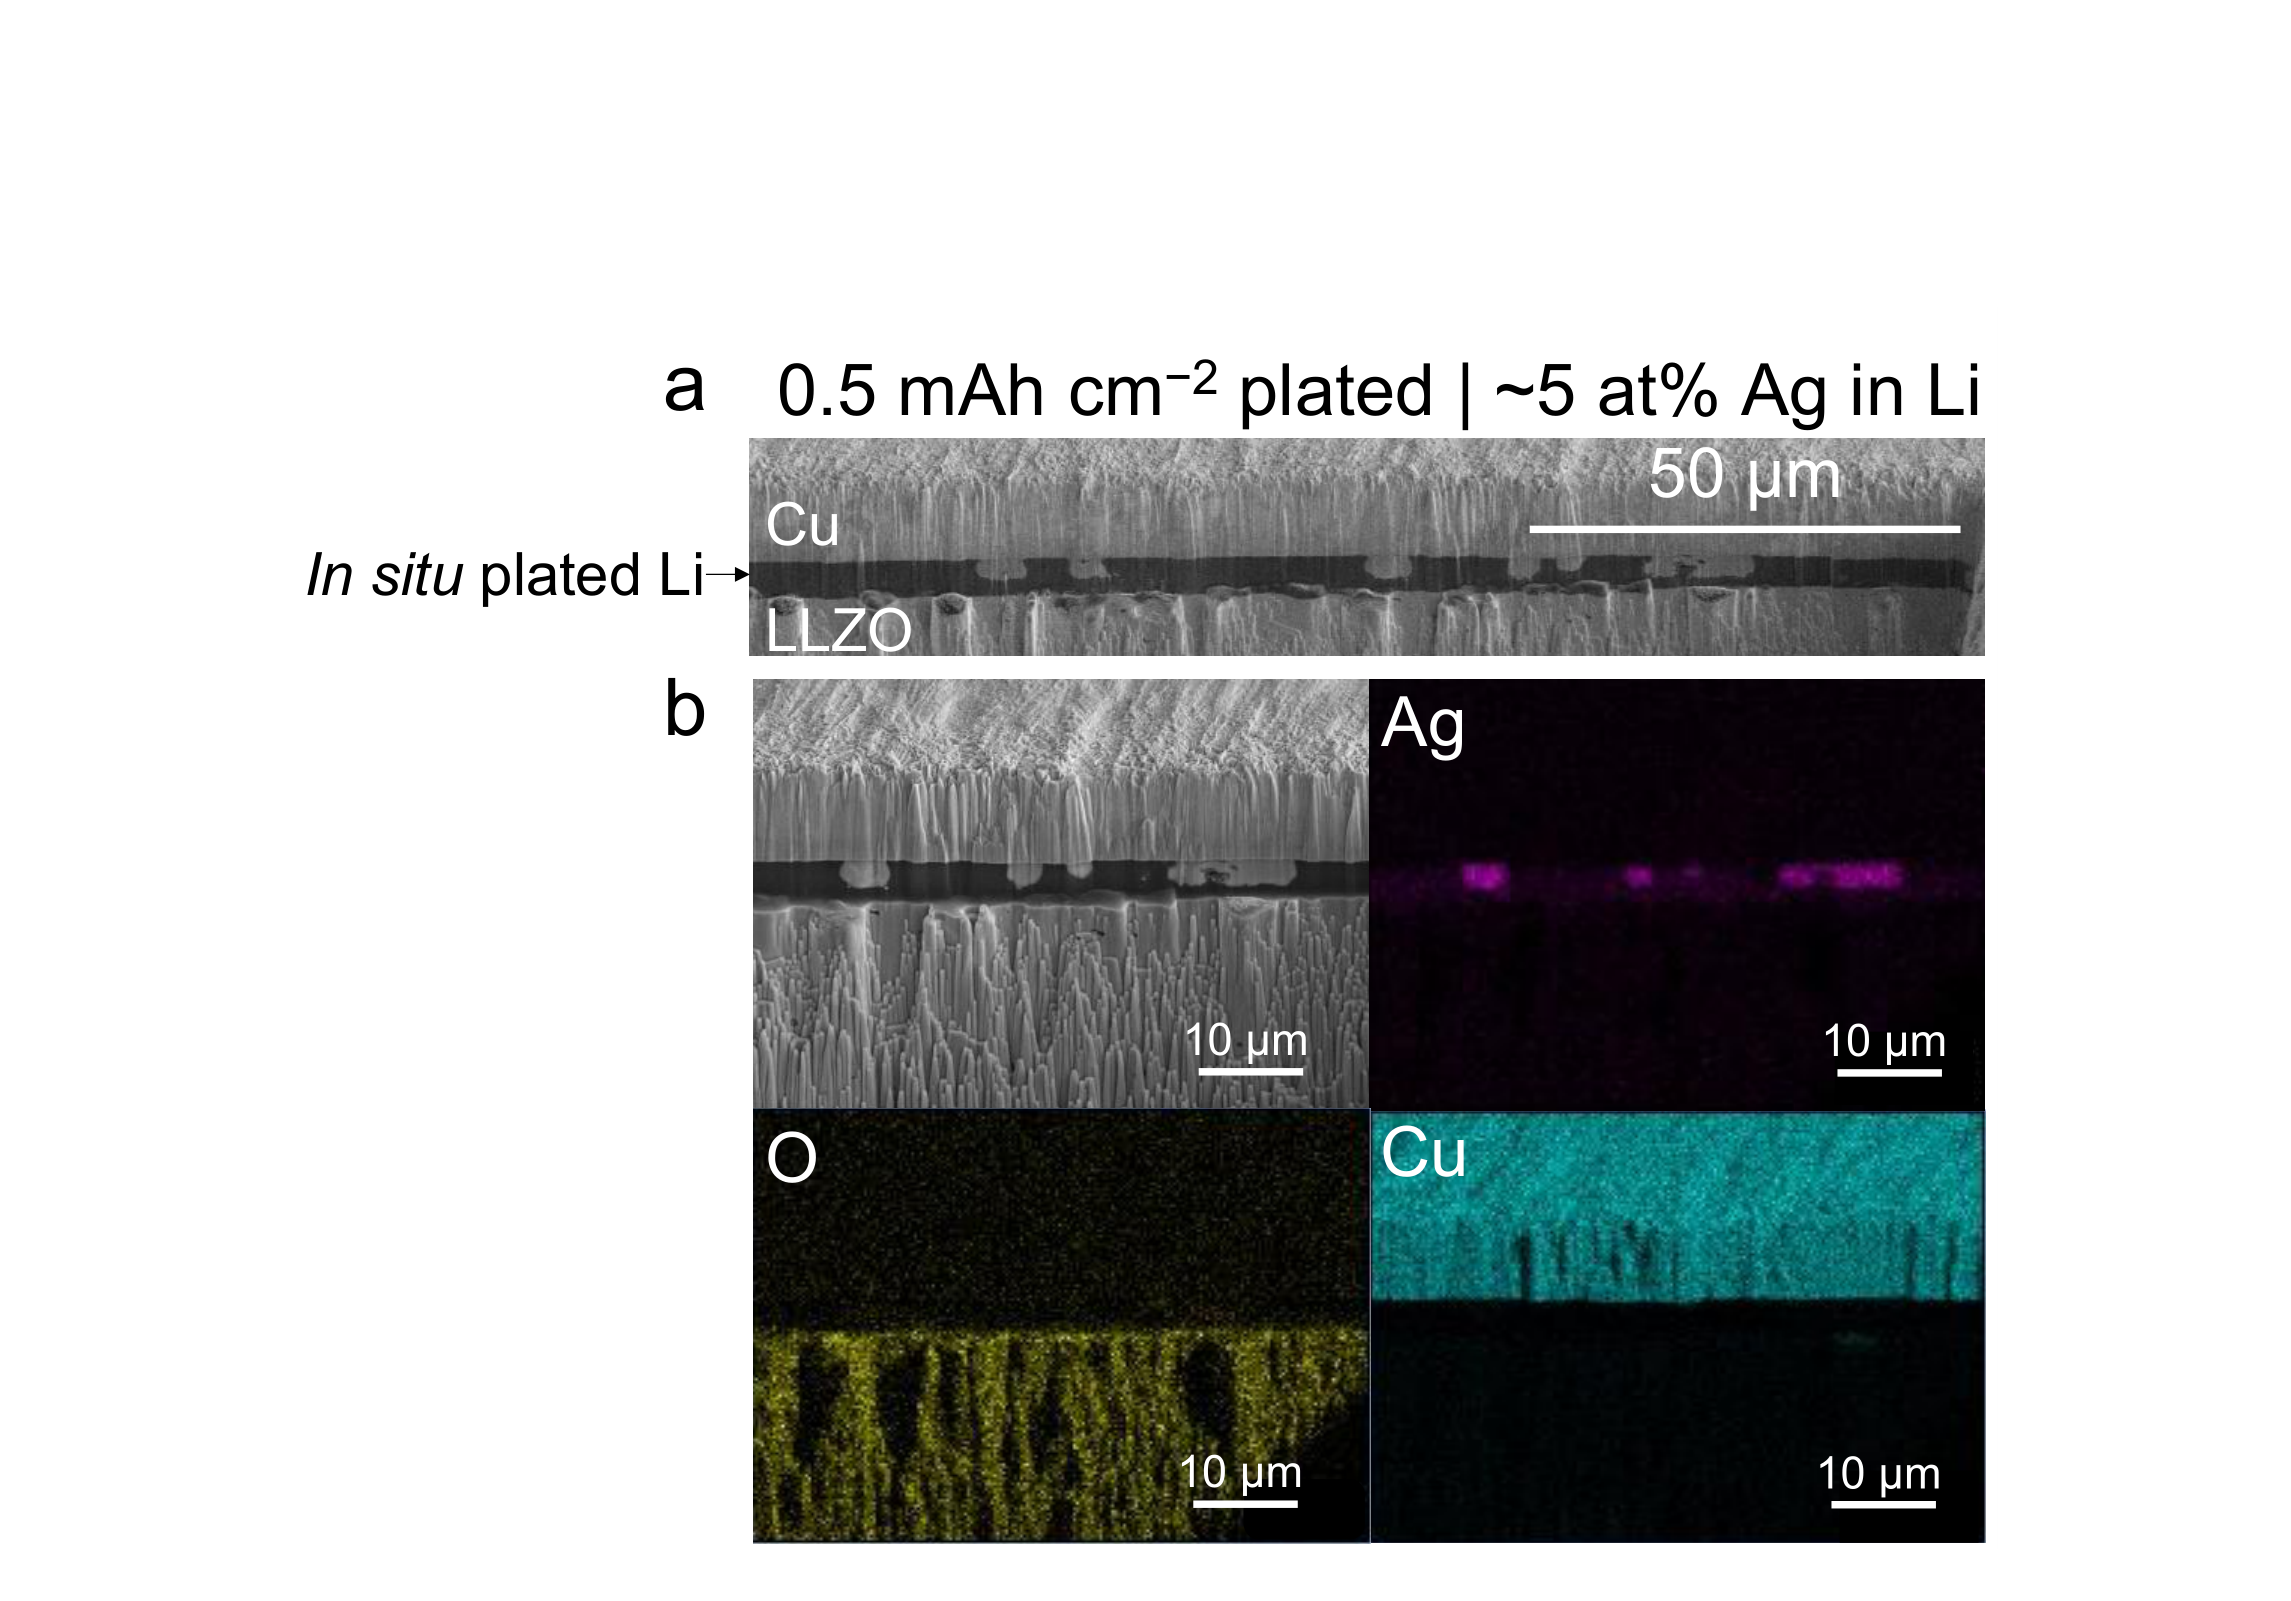 a
0.5 mAh cm⁻² plated | ~5 at% Ag in Li
50 µm
Cu
In situ plated Li
LLZO
b
Ag
10 µm
10 µm
O
Cu
10 µm
10 µm